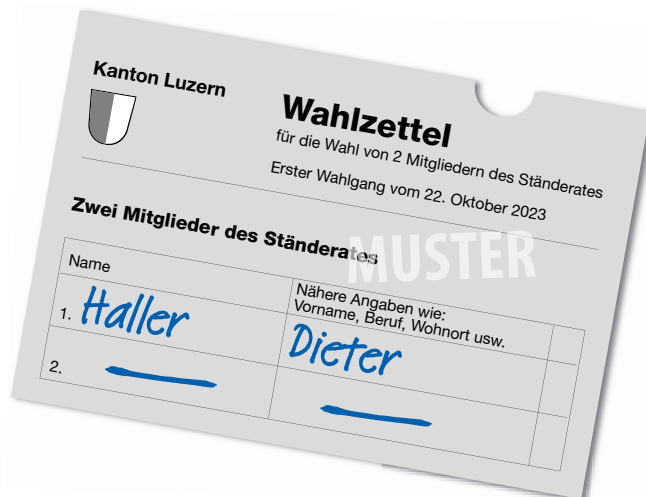 Kanton Luzern
Wahlzettel
für die Wahl von 2 Mitgliedern des Ständerates
Erster Wahlgang vom 22. Oktober 2023
Zwei Mitglieder des Ständerates
MUSTER
Name
Nähere Angaben wie:
Vorname, Beruf, Wohnort usw.
1. Haller Dieter
2.